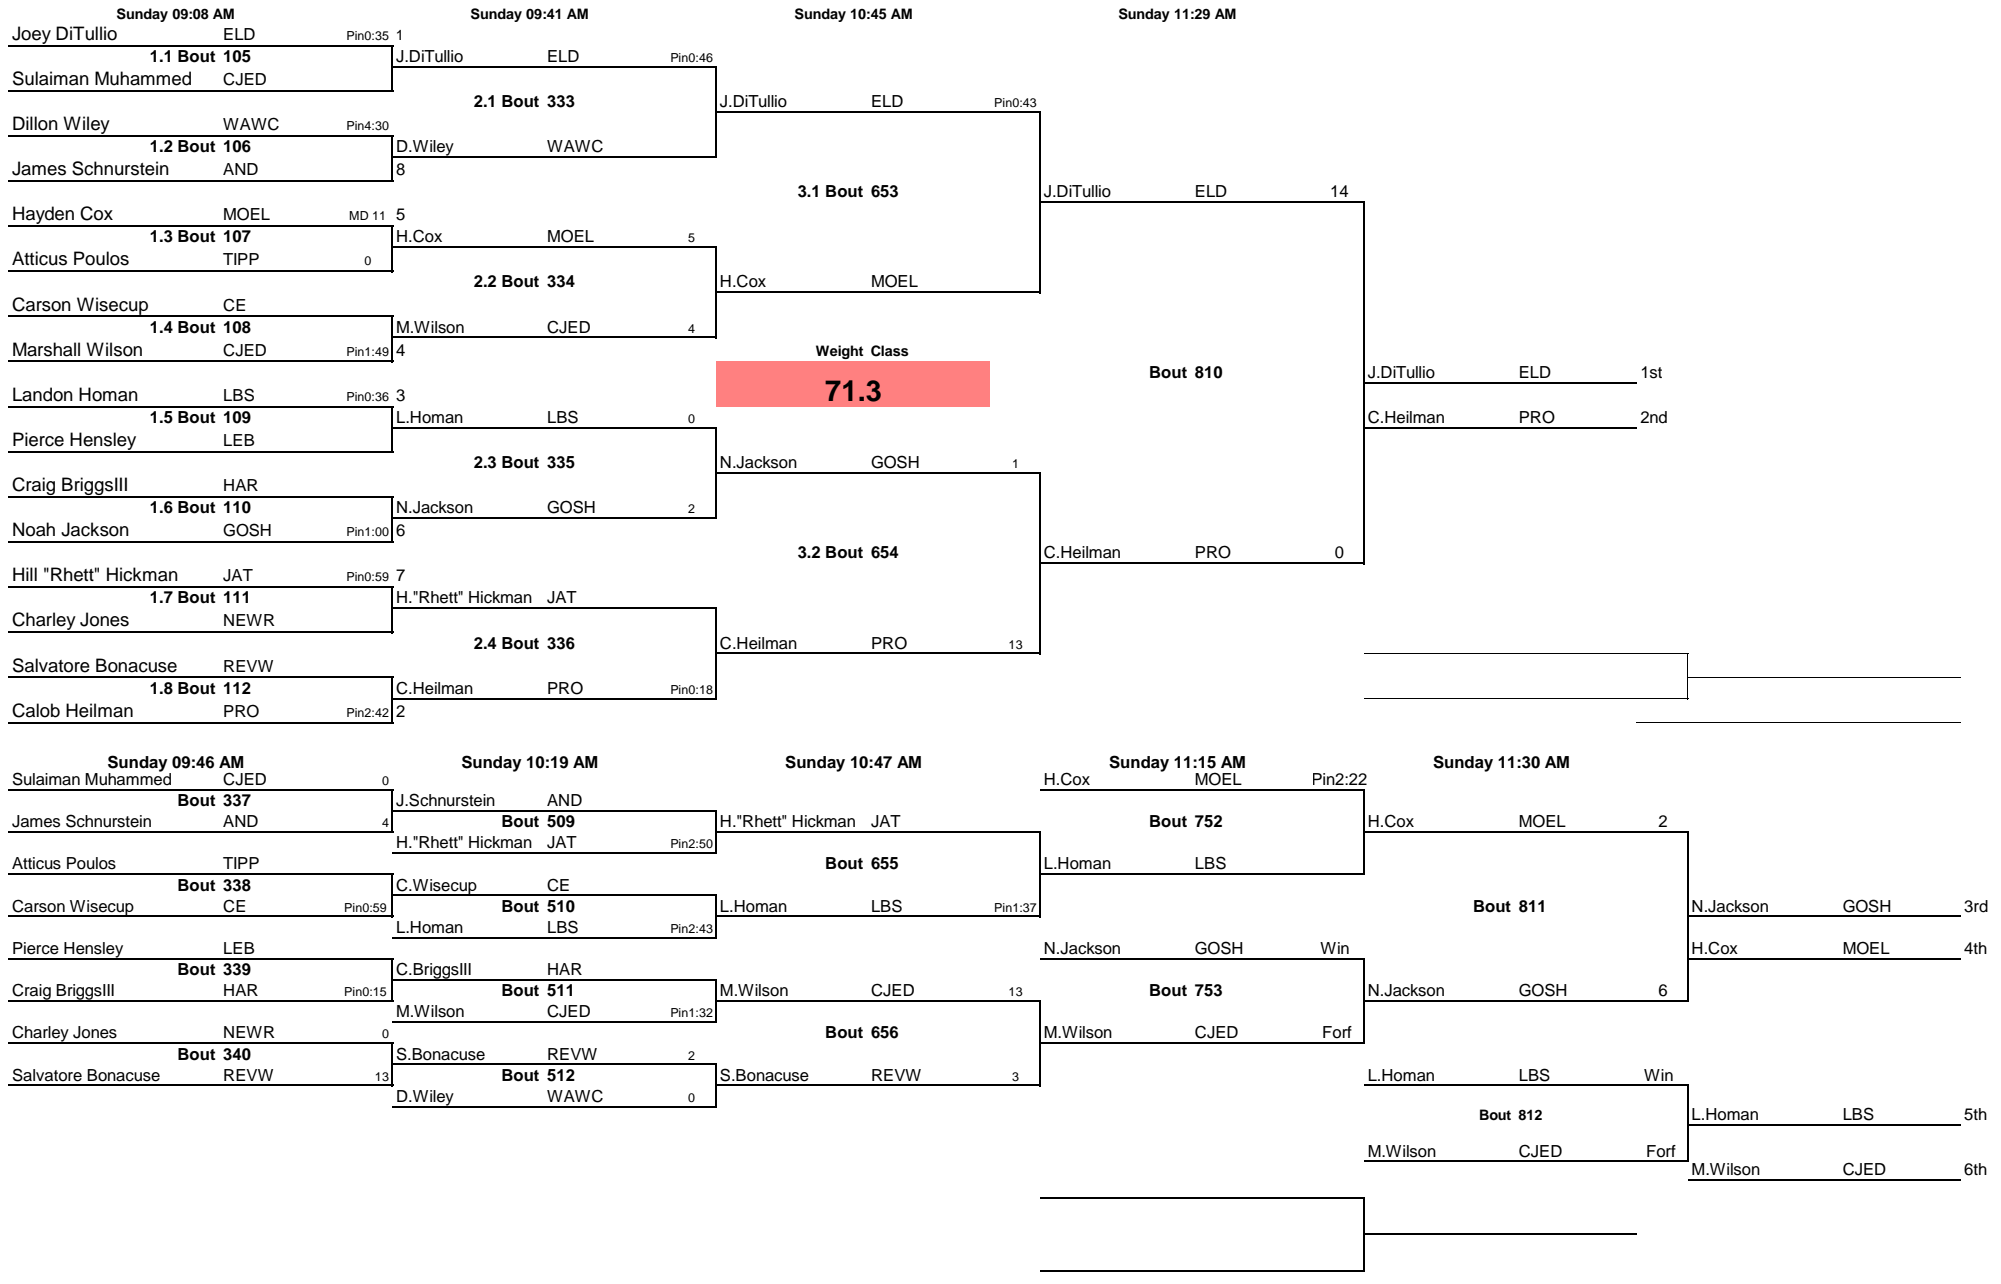 Sunday 09:08 AM Sunday 09:41 AM Sunday 10:45 AM Sunday 11:29 AM
Joey DiTullio ELD Pin0:35 1
1.1 Bout 105 J.DiTullio ELD Pin0:46
Sulaiman Muhammed CJED
2.1 Bout 333 J.DiTullio ELD Pin0:43
Dillon Wiley WAWC Pin4:30
1.2 Bout 106 D.Wiley WAWC
James Schnurstein AND 8
3.1 Bout 653 J.DiTullio ELD 14
Hayden Cox MOEL MD 11 5
1.3 Bout 107 H.Cox MOEL 5
Atticus Poulos TIPP 0
2.2 Bout 334 H.Cox MOEL
Carson Wisecup CE
1.4 Bout 108 M.Wilson CJED 4
Marshall Wilson CJED Pin1:49 4 Weight Class
Bout 810 J.DiTullio ELD 1st
71.3
Landon Homan LBS Pin0:36 3
1.5 Bout 109 L.Homan LBS 0 C.Heilman PRO 2nd
Pierce Hensley LEB
2.3 Bout 335 N.Jackson GOSH 1
Craig BriggsIII HAR
1.6 Bout 110 N.Jackson GOSH 2
Noah Jackson GOSH Pin1:00 6
3.2 Bout 654 C.Heilman PRO 0
Hill "Rhett" Hickman JAT Pin0:59 7
1.7 Bout 111 H."Rhett" Hickman JAT
Charley Jones NEWR
2.4 Bout 336 C.Heilman PRO 13
Salvatore Bonacuse REVW
1.8 Bout 112 C.Heilman PRO Pin0:18
Calob Heilman PRO Pin2:42 2
Sunday 09:46 AM Sunday 10:19 AM Sunday 10:47 AM Sunday 11:15 AM Sunday 11:30 AM
Sulaiman Muhammed CJED 0 H.Cox MOEL Pin2:22
Bout 337 J.Schnurstein AND
James Schnurstein AND 4 Bout 509 H."Rhett" Hickman JAT Bout 752 H.Cox MOEL 2
H."Rhett" Hickman JAT Pin2:50
Atticus Poulos TIPP Bout 655 L.Homan LBS
Bout 338 C.Wisecup CE
Carson Wisecup CE Pin0:59 Bout 510 L.Homan LBS Pin1:37 Bout 811 N.Jackson GOSH 3rd
L.Homan LBS Pin2:43
Pierce Hensley LEB N.Jackson GOSH Win H.Cox MOEL 4th
Bout 339 C.BriggsIII HAR
Craig BriggsIII HAR Pin0:15 Bout 511 M.Wilson CJED 13 Bout 753 N.Jackson GOSH 6
M.Wilson CJED Pin1:32
Charley Jones NEWR 0 Bout 656 M.Wilson CJED Forf
Bout 340 S.Bonacuse REVW 2
Salvatore Bonacuse REVW 13 Bout 512 S.Bonacuse REVW 3 L.Homan LBS Win
D.Wiley WAWC 0
Bout 812 L.Homan LBS 5th
M.Wilson CJED Forf
M.Wilson CJED 6th